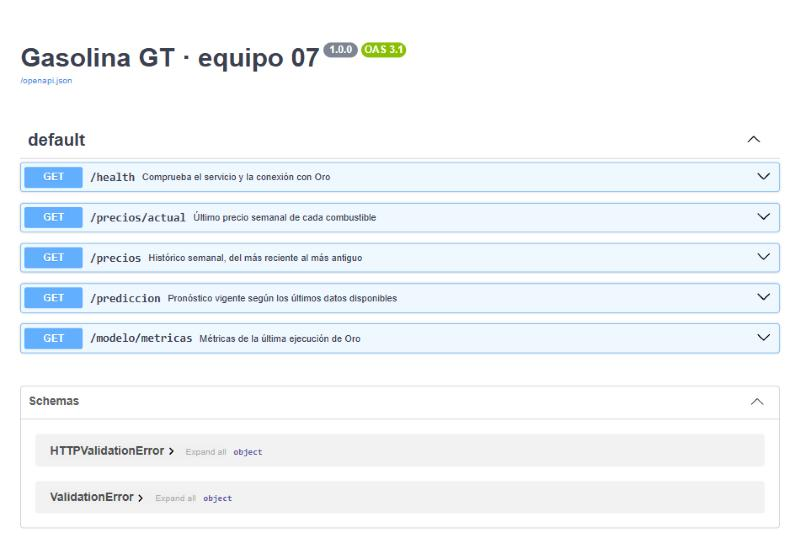 Gasolina GT · equipo 07 1.0.0 OAS 3.1
/openapi.json
default
GET /health Comprueba el servicio y la conexión con Oro
GET /precios/actual Último precio semanal de cada combustible
GET /precios Histórico semanal, del más reciente al más antiguo
GET /prediccion Pronóstico vigente según los últimos datos disponibles
GET /modelo/metricas Métricas de la última ejecución de Oro
Schemas
HTTPValidationError Expand all object
ValidationError Expand all object